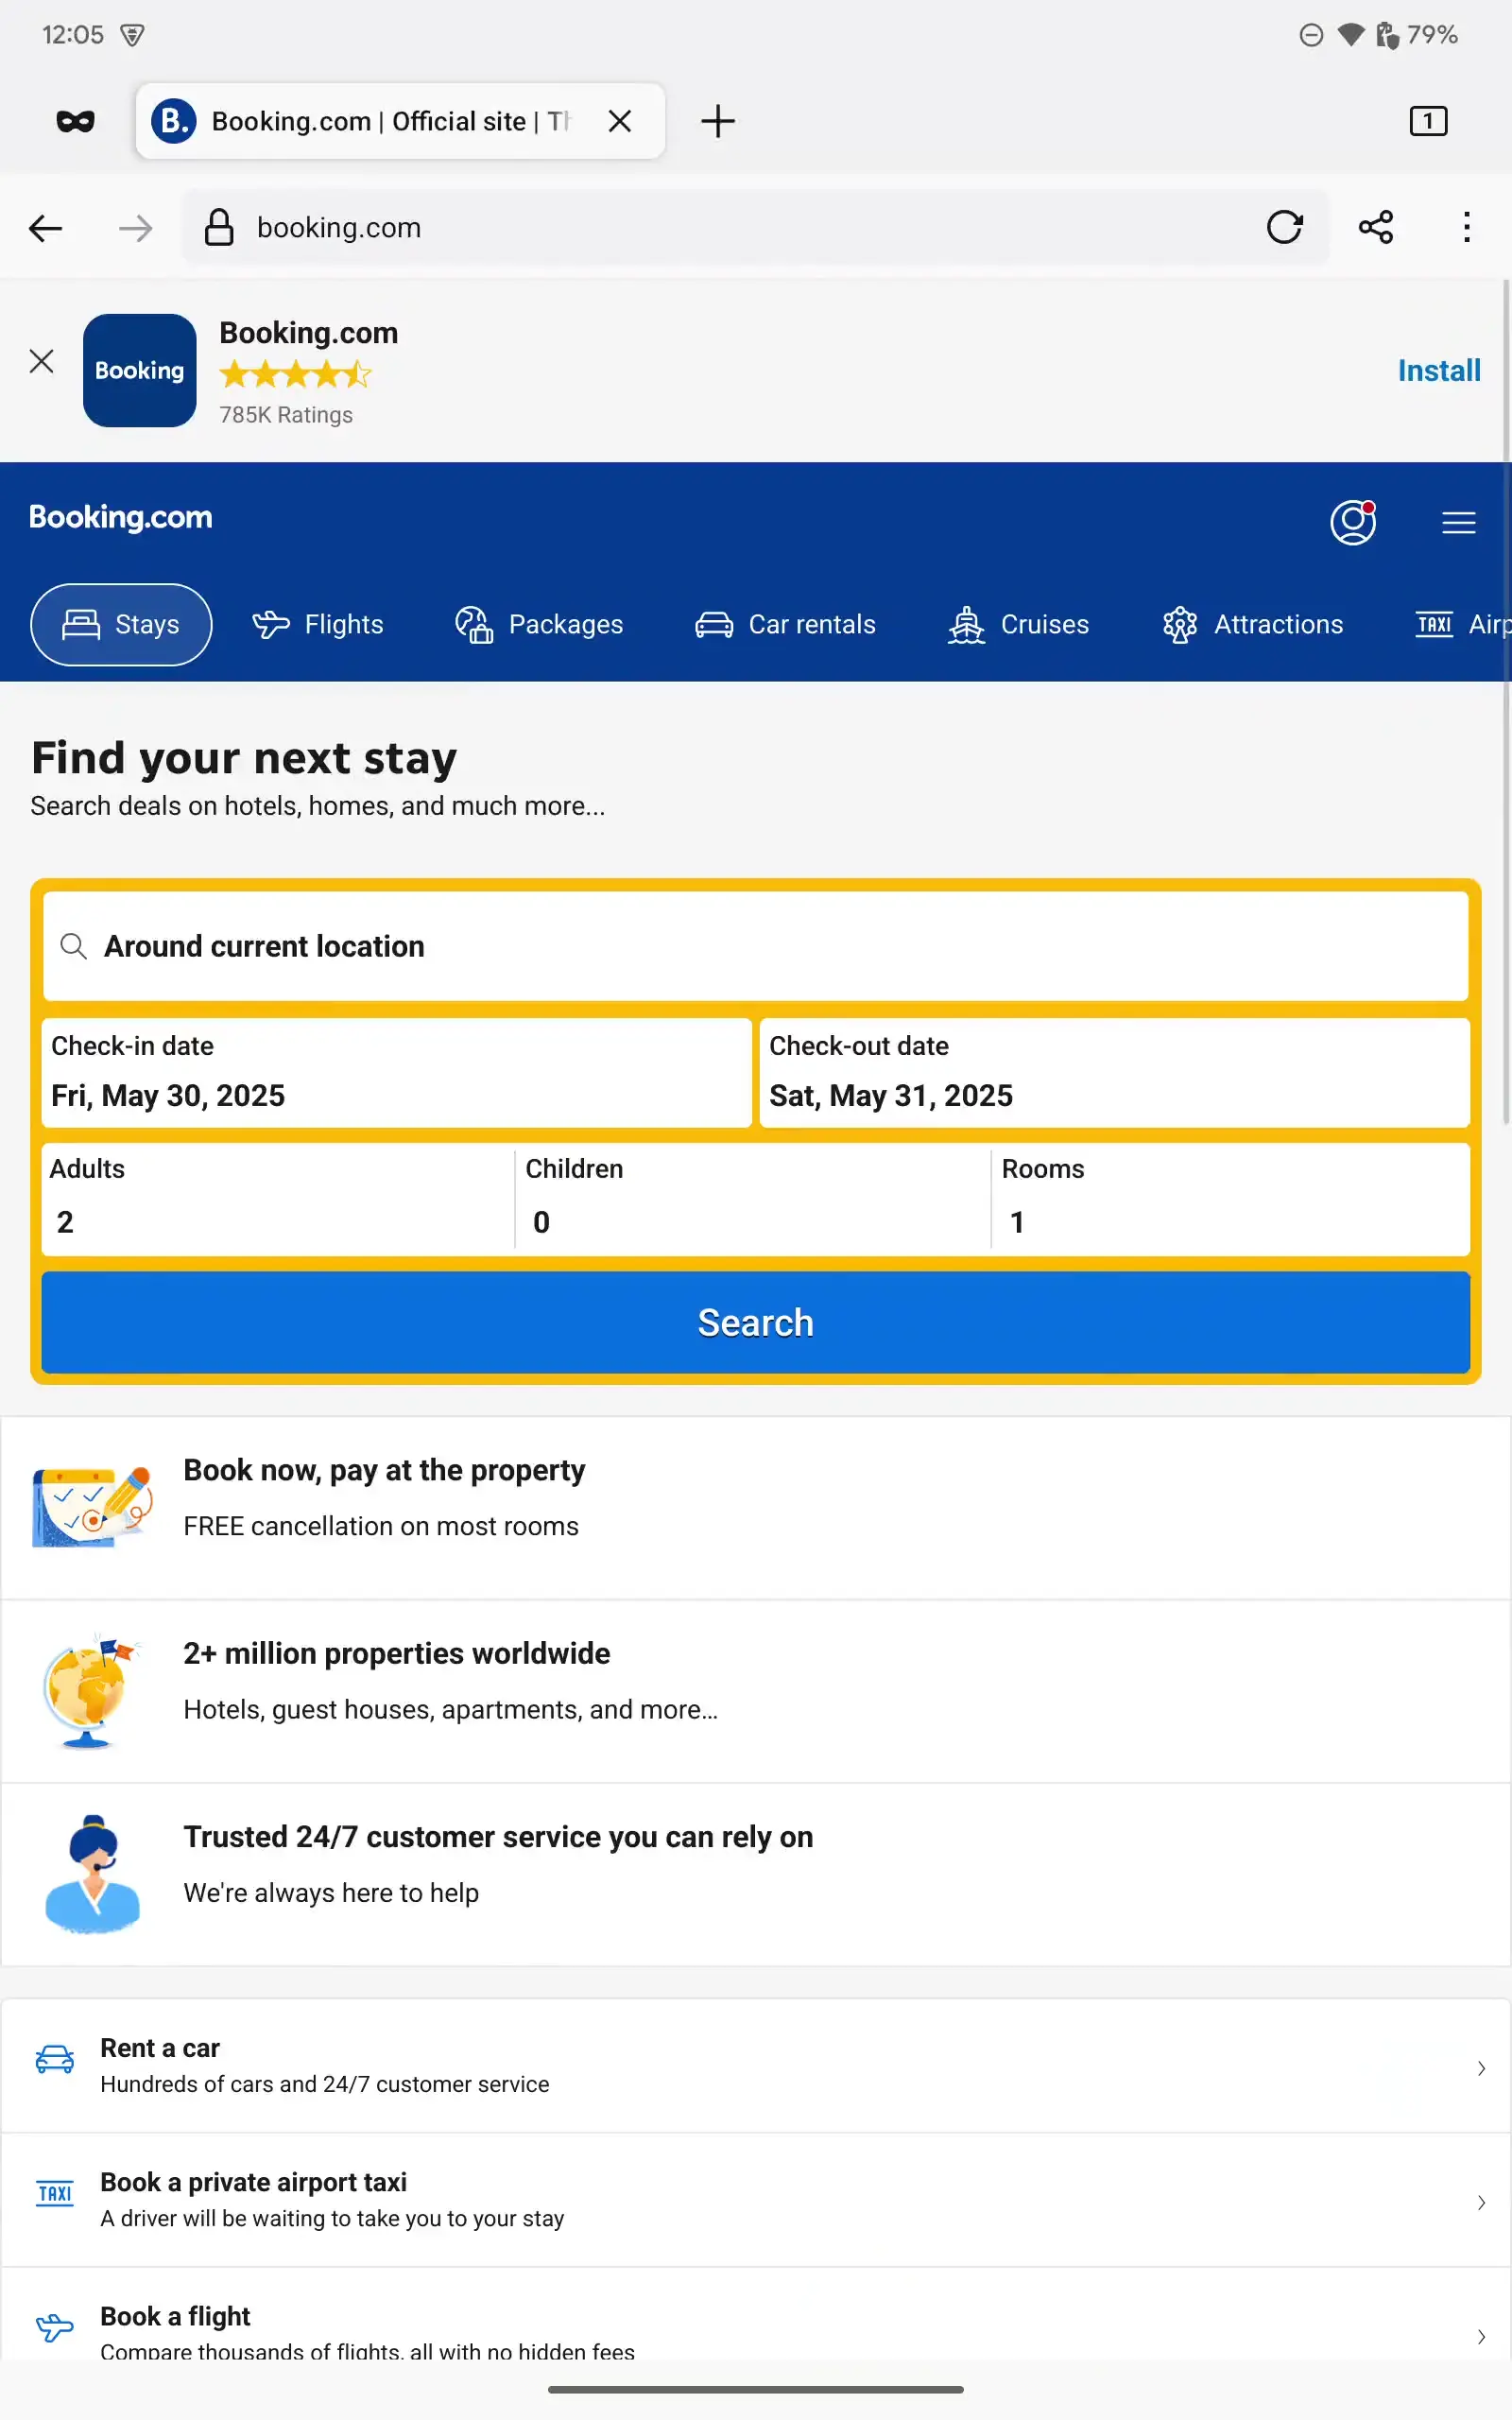 12:05
79%
B. Booking.com | Official site | Th
1
booking.com
Booking
Booking.com
785K Ratings
Install
Booking.com
Stays
Flights
Packages
Car rentals
Cruises
Attractions
TAXI Airp
Find your next stay
Search deals on hotels, homes, and much more...
Around current location
Check-in date
Fri, May 30, 2025
Check-out date
Sat, May 31, 2025
Adults
2
Children
0
Rooms
1
Search
Book now, pay at the property
FREE cancellation on most rooms
2+ million properties worldwide
Hotels, guest houses, apartments, and more…
Trusted 24/7 customer service you can rely on
We're always here to help
Rent a car
Hundreds of cars and 24/7 customer service
TAXI
Book a private airport taxi
A driver will be waiting to take you to your stay
Book a flight
Compare thousands of flights, all with no hidden fees